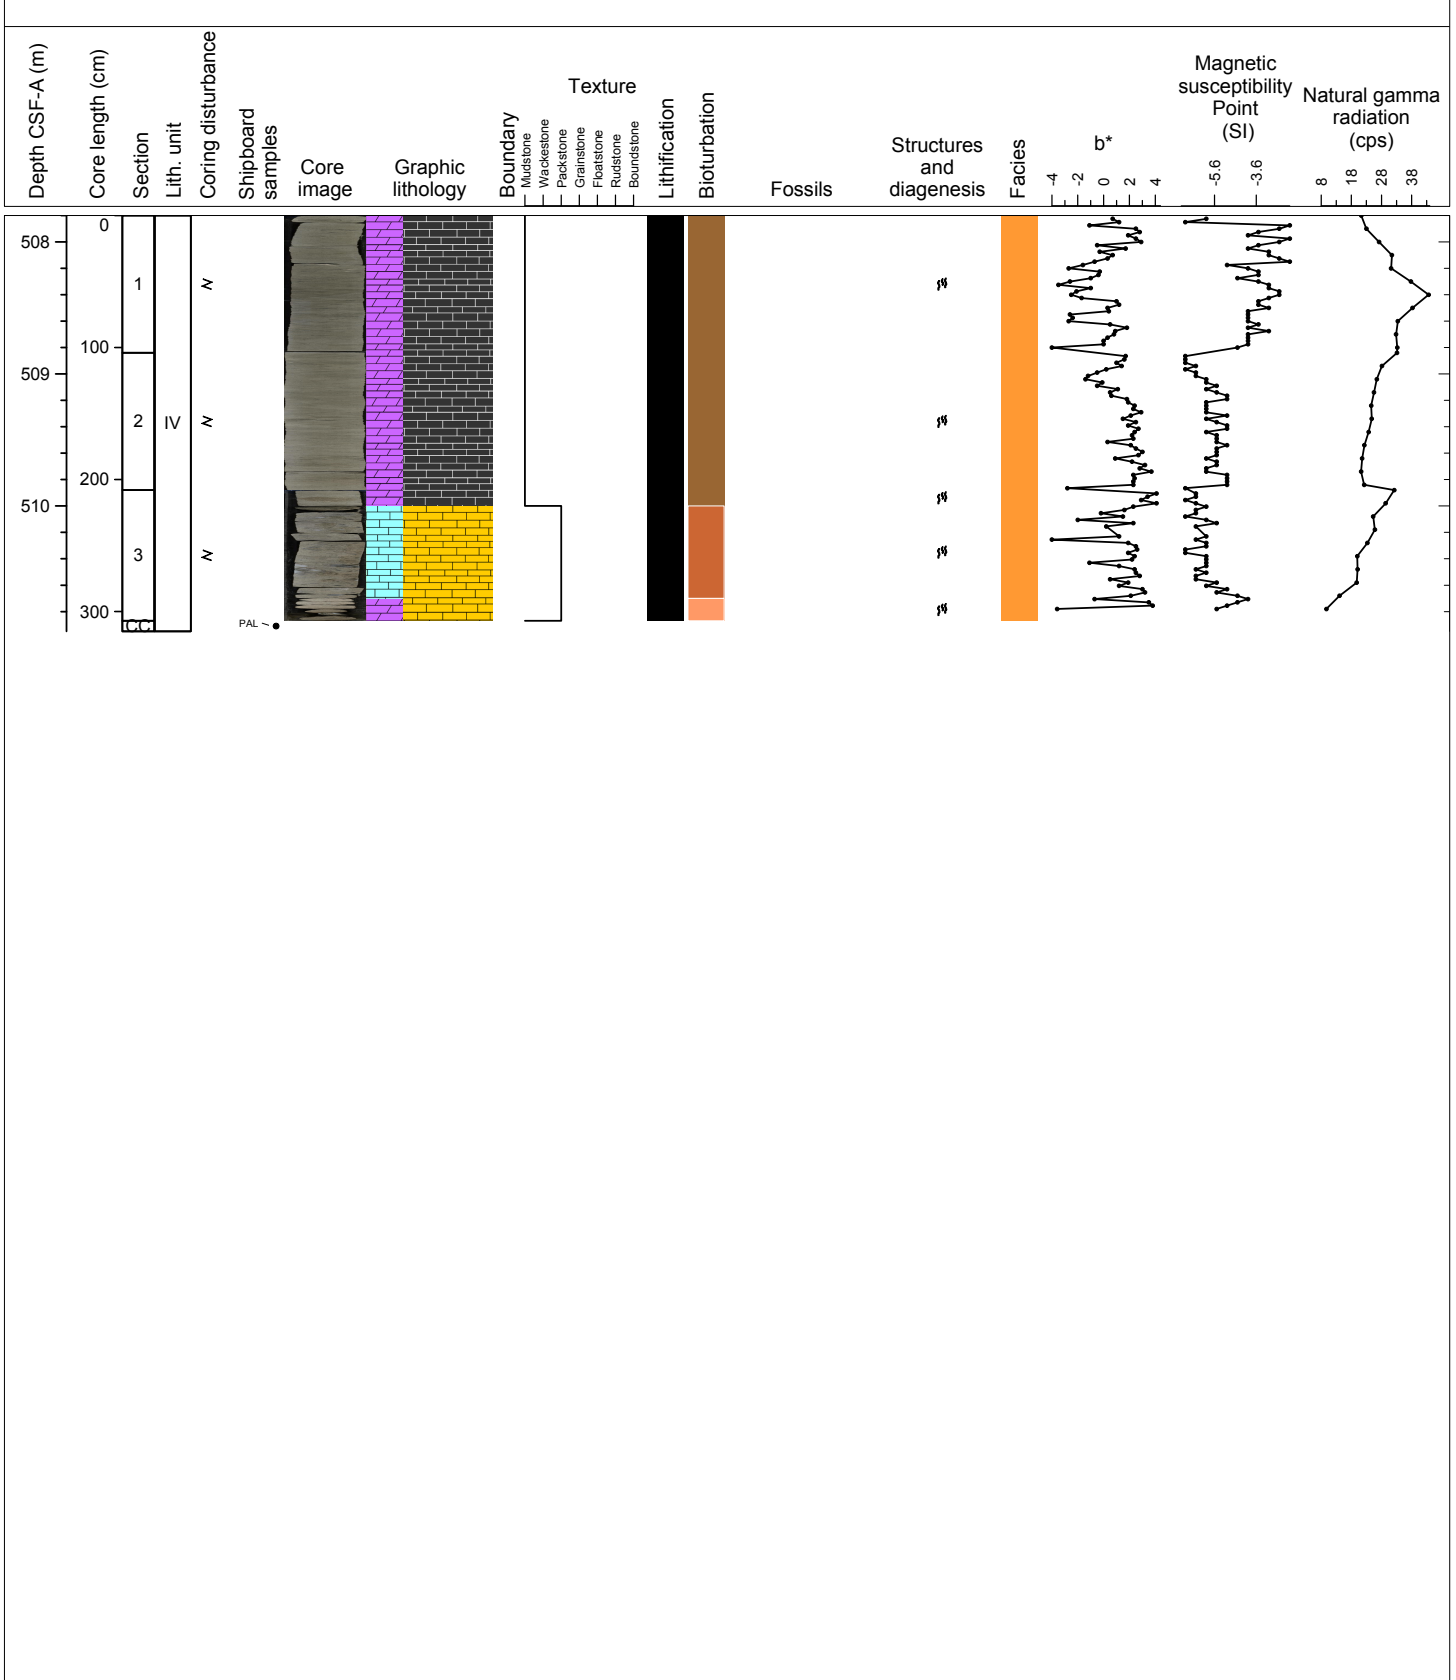 Depth CSF-A (m)
Core length (cm)
Section
Lith. unit
Coring disturbance
Shipboard
samples
Core
image
Graphic
lithology
Boundary
Texture
Mudstone
Wackestone
Packstone
Grainstone
Floatstone
Rudstone
Boundstone
Lithification
Bioturbation
Fossils
Structures
and
diagenesis
Facies
b*
-4
-2
0
2
4
Magnetic
susceptibility
Point
(SI)
-5.6
-3.6
Natural gamma
radiation
(cps)
8
18
28
38
508
509
510
0
100
200
300
1
2
3
CC
IV
PAL